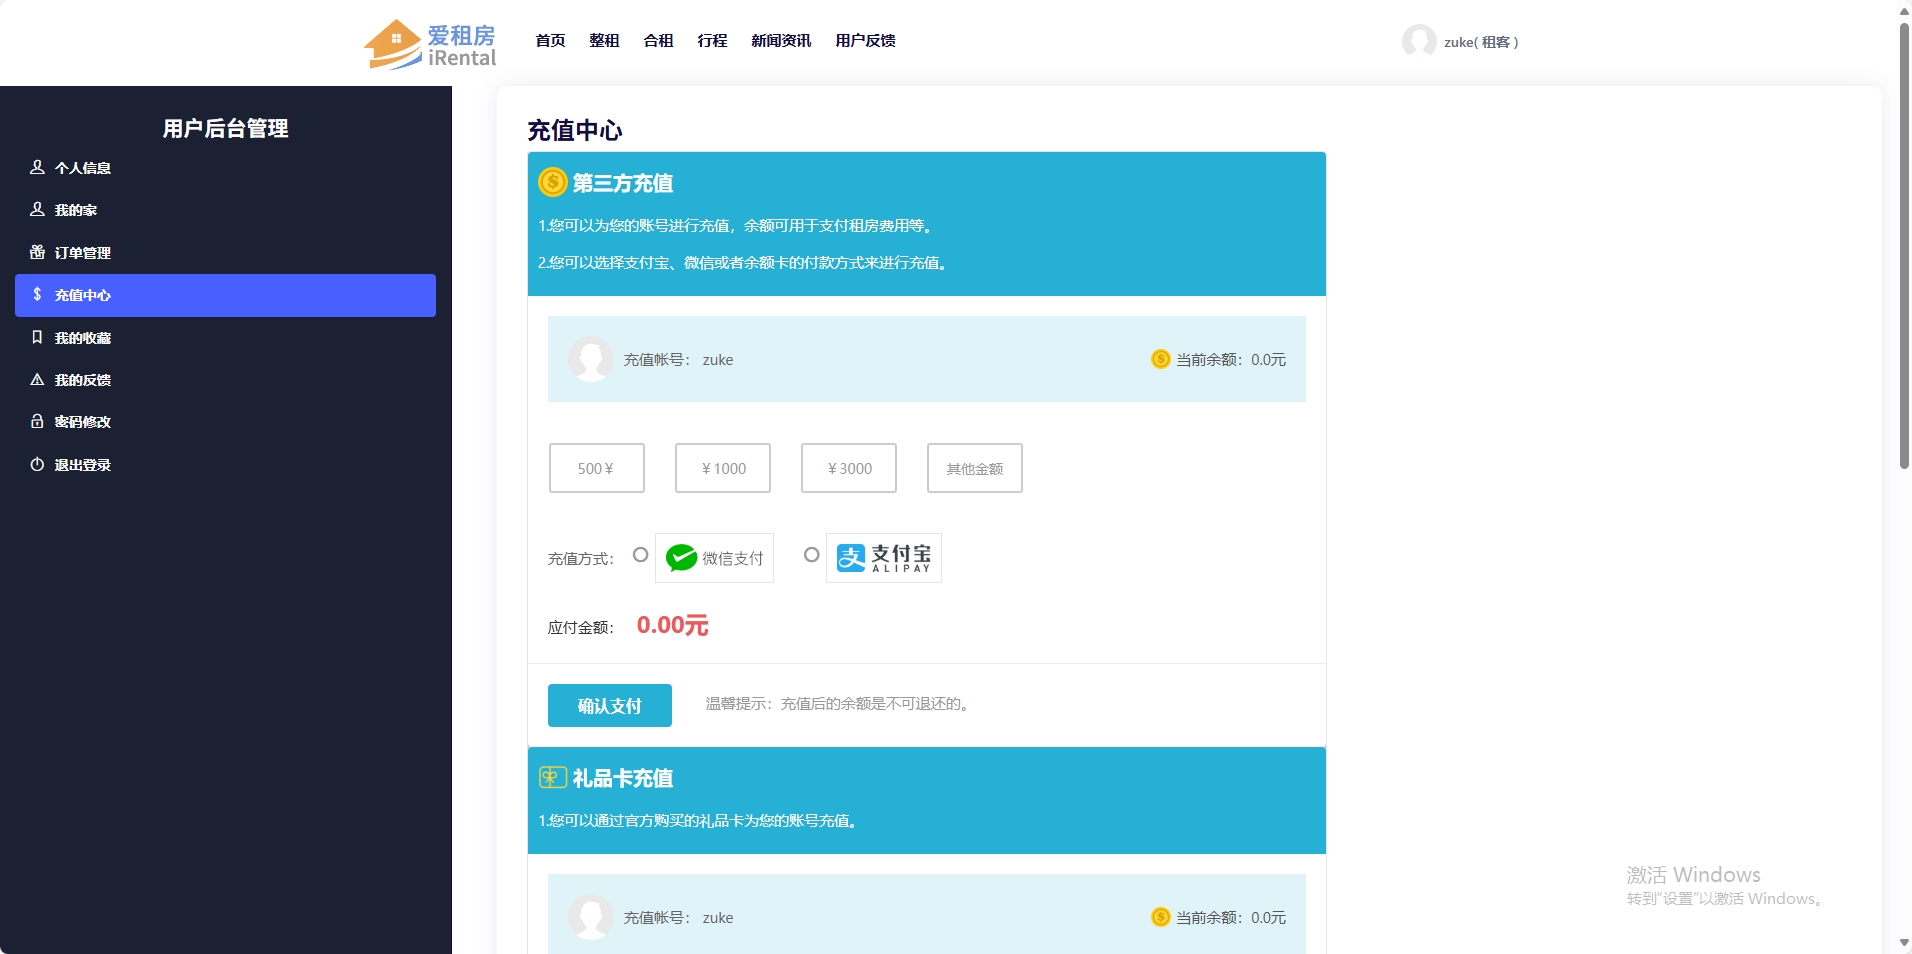 爱租房
iRental
首页 整租 合租 行程 新闻资讯 用户反馈
zuke( 租客 )
用户后台管理
个人信息
我的家
订单管理
充值中心
我的收藏
我的反馈
密码修改
退出登录
充值中心
第三方充值
1.您可以为您的账号进行充值，余额可用于支付租房费用等。
2.您可以选择支付宝、微信或者余额卡的付款方式来进行充值。
充值帐号： zuke 当前余额：0.0元
500￥ ￥1000 ￥3000 其他金额
充值方式： 微信支付 支付宝
ALIPAY
应付金额： 0.00元
确认支付 温馨提示：充值后的余额是不可退还的。
礼品卡充值
1.您可以通过官方购买的礼品卡为您的账号充值。
充值帐号： zuke 当前余额：0.0元
激活 Windows
转到"设置"以激活 Windows。